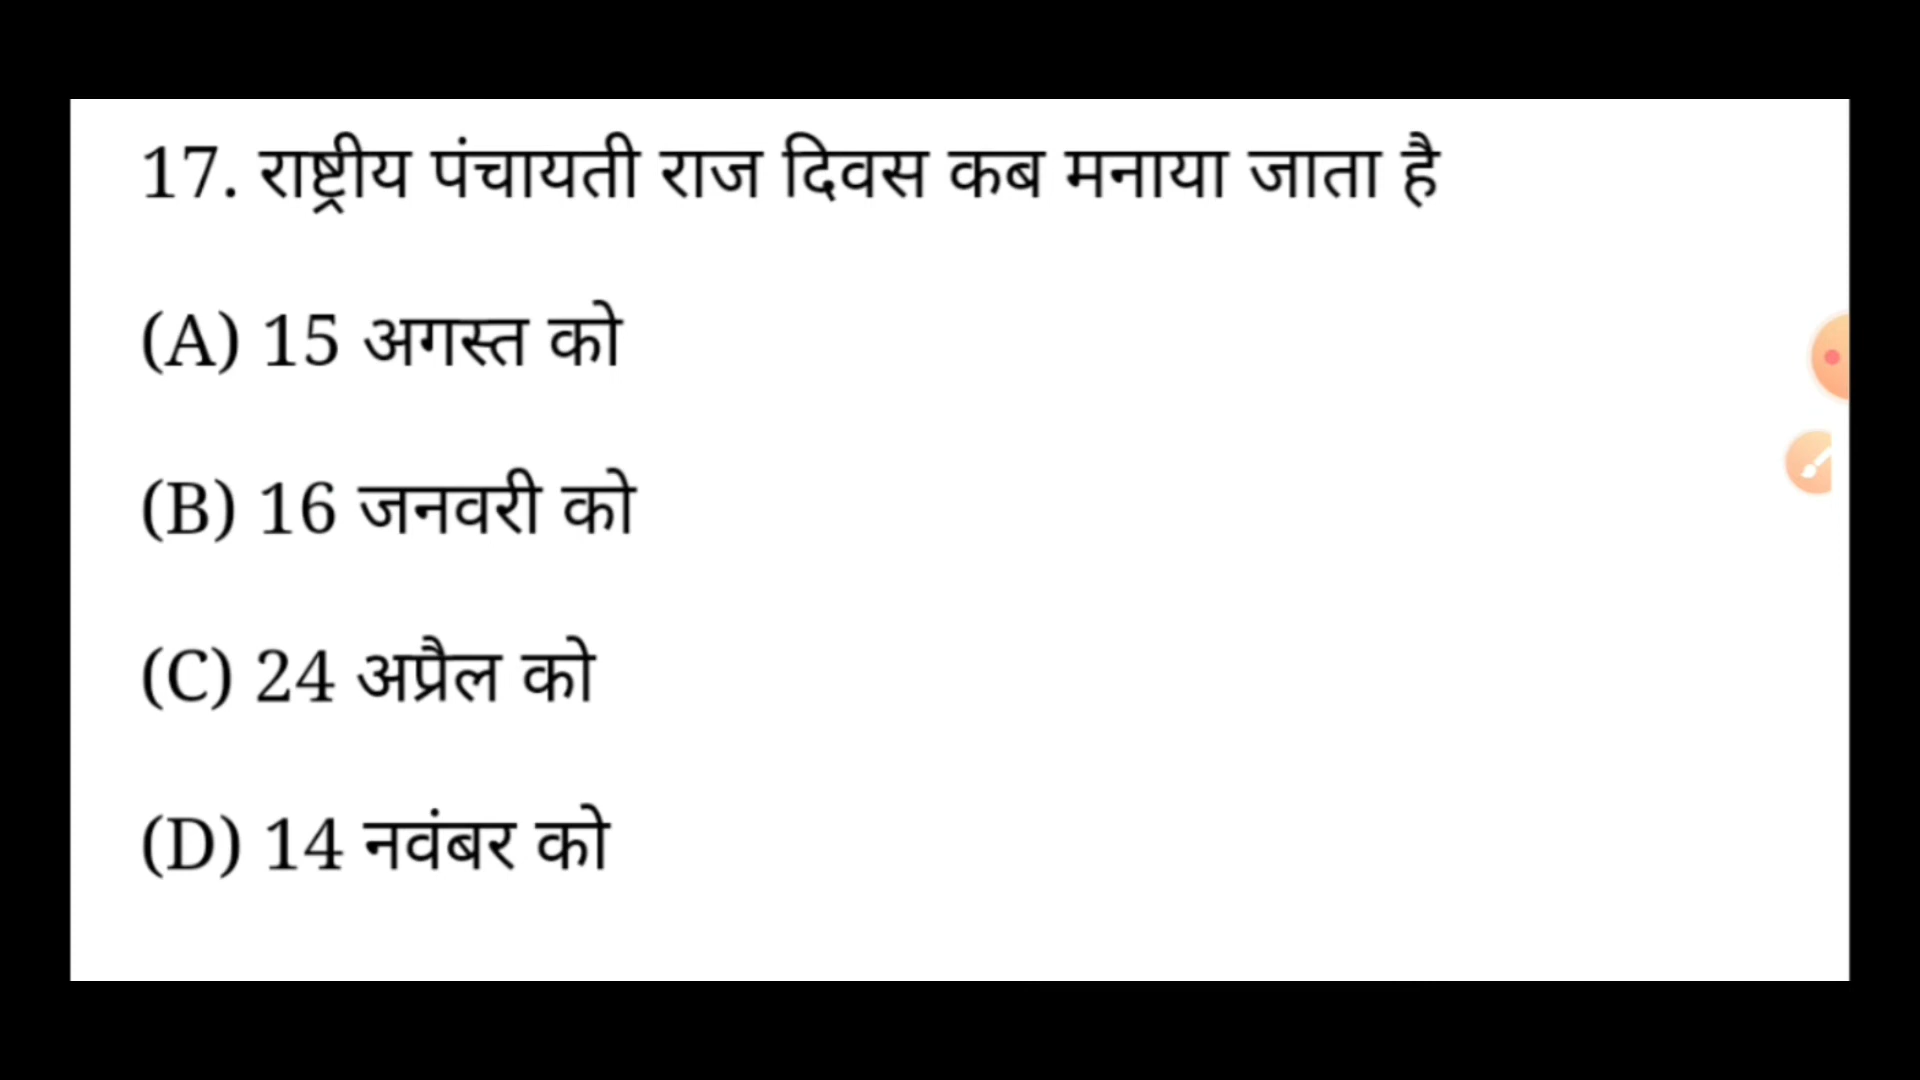 17. राष्ट्रीय पंचायती राज दिवस कब मनाया जाता है
(A) 15 अगस्त को
(B) 16 जनवरी को
(C) 24 अप्रैल को
(D) 14 नवंबर को